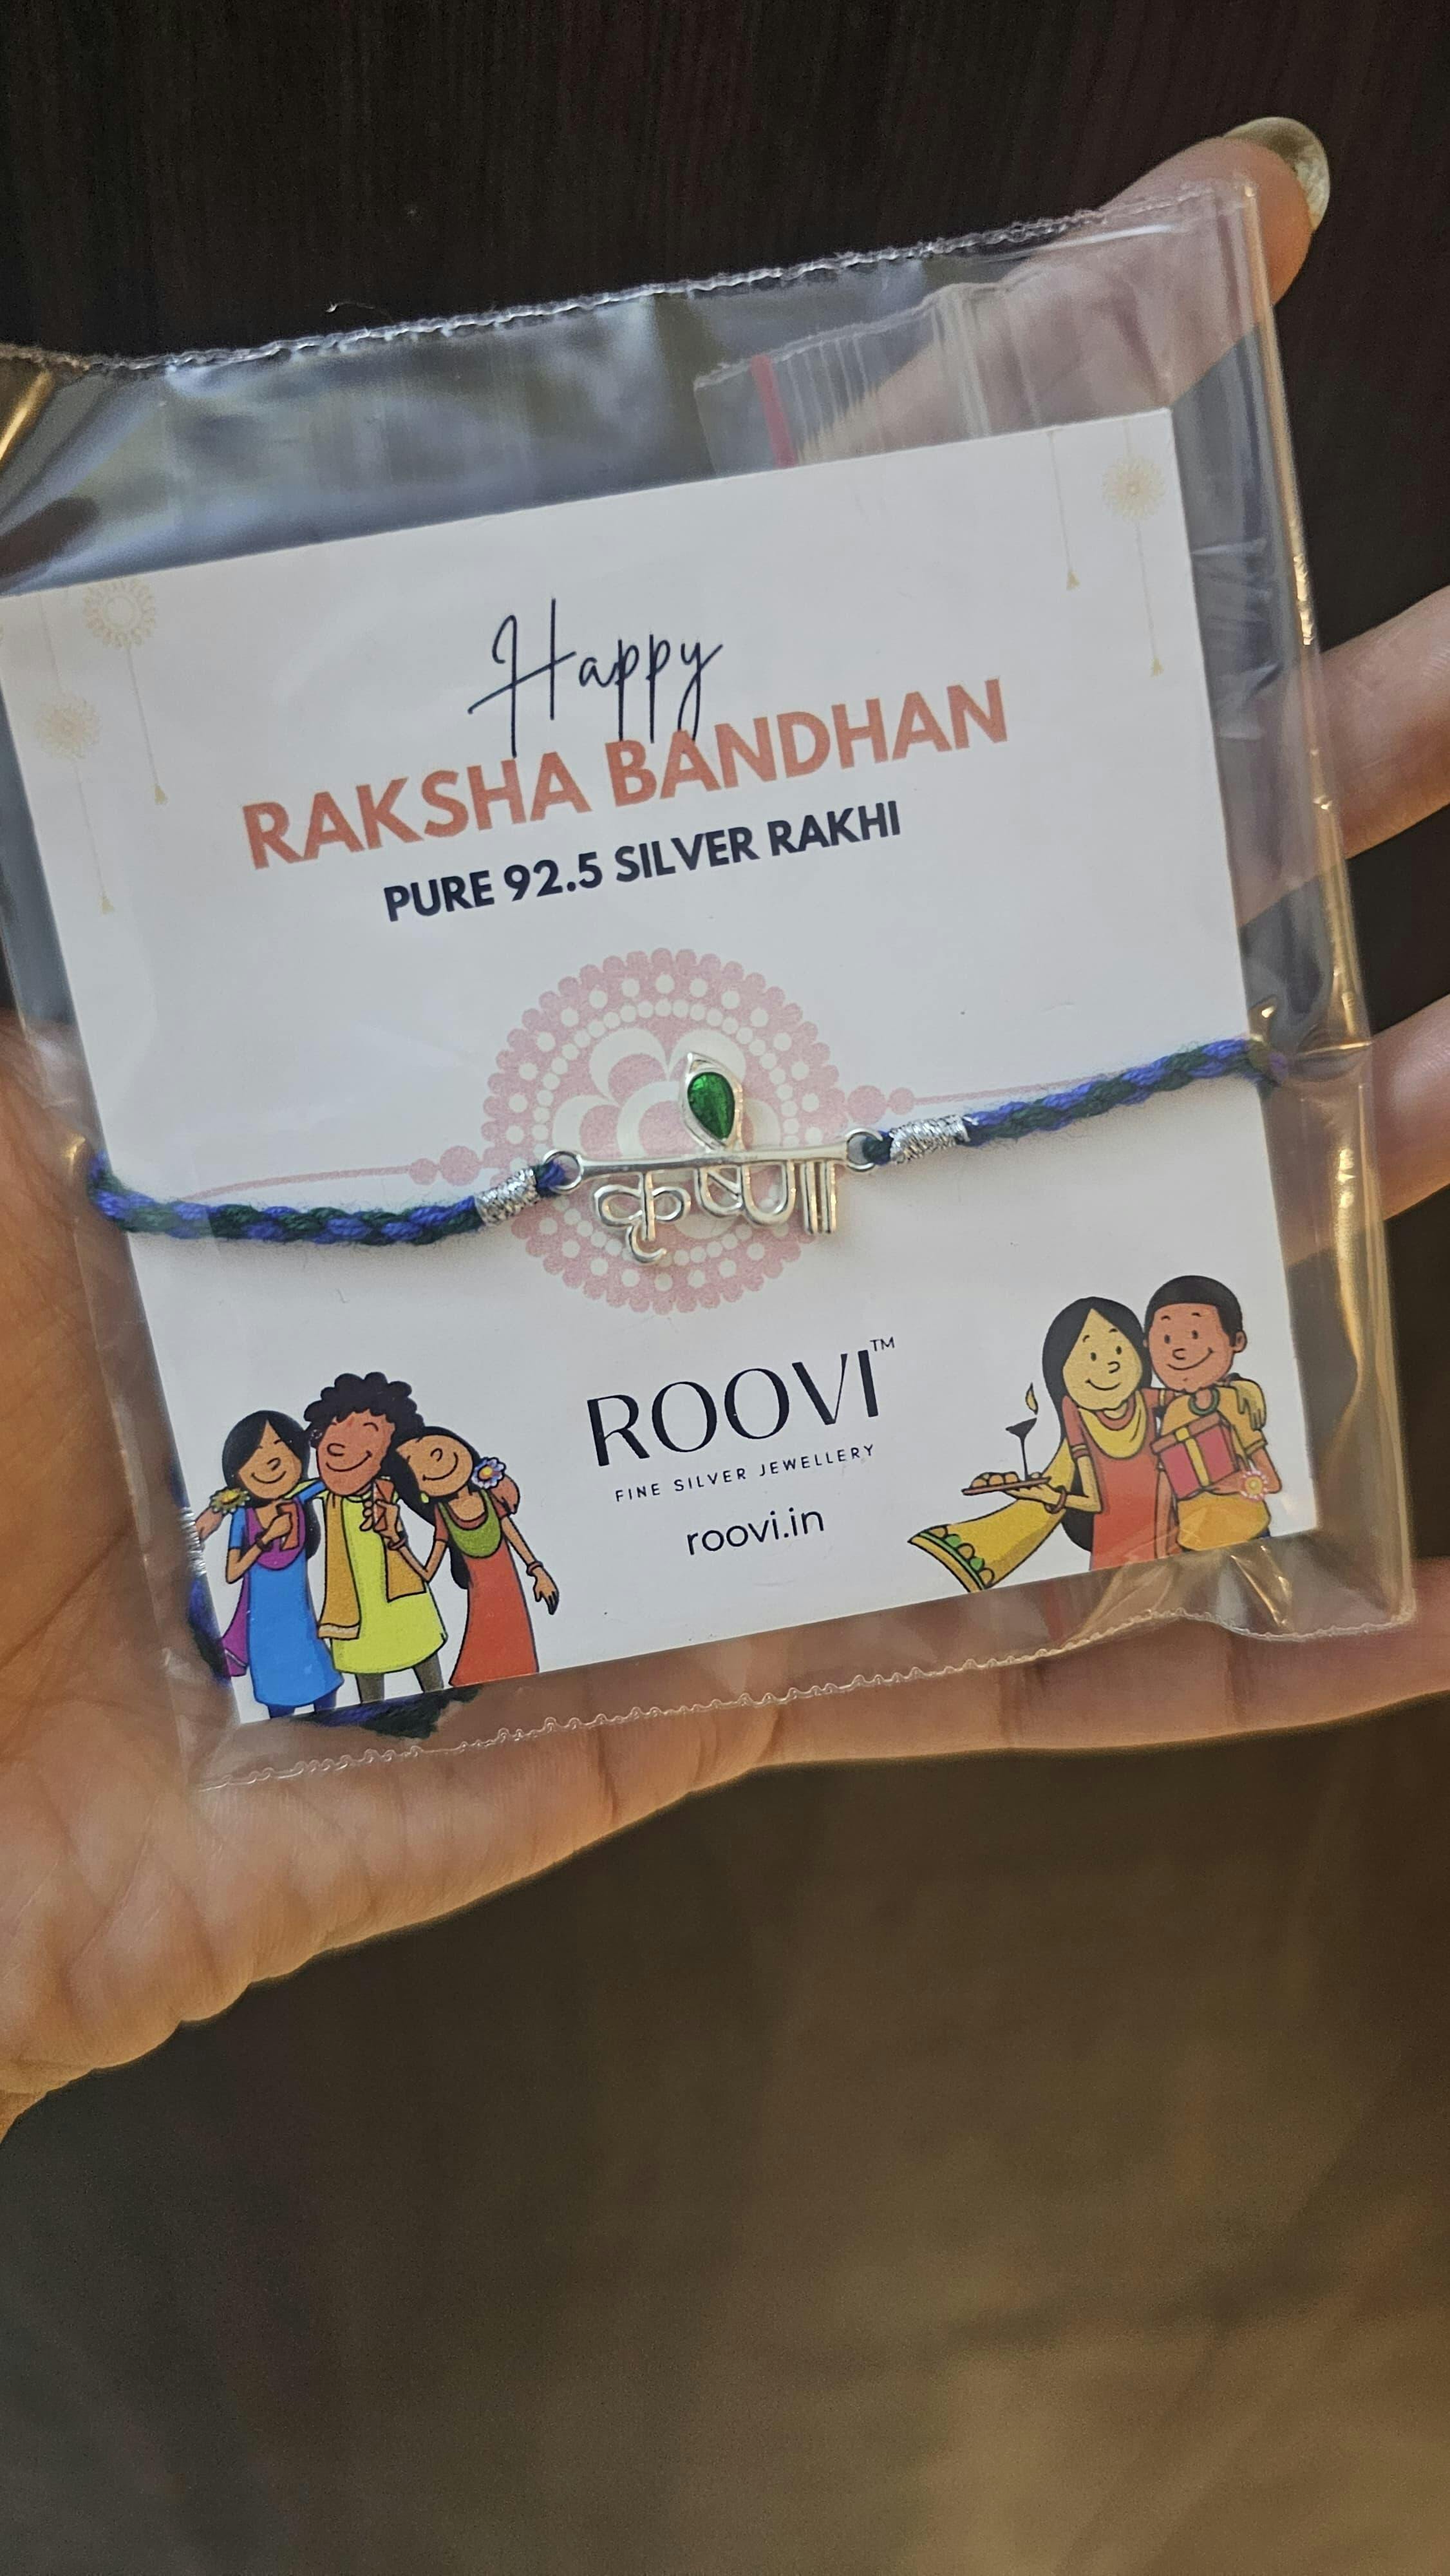 Happy
RAKSHA BANDHAN
PURE 92.5 SILVER RAKHI
कृष्णा
ROOVI™
FINE SILVER JEWELLERY
roovi.in